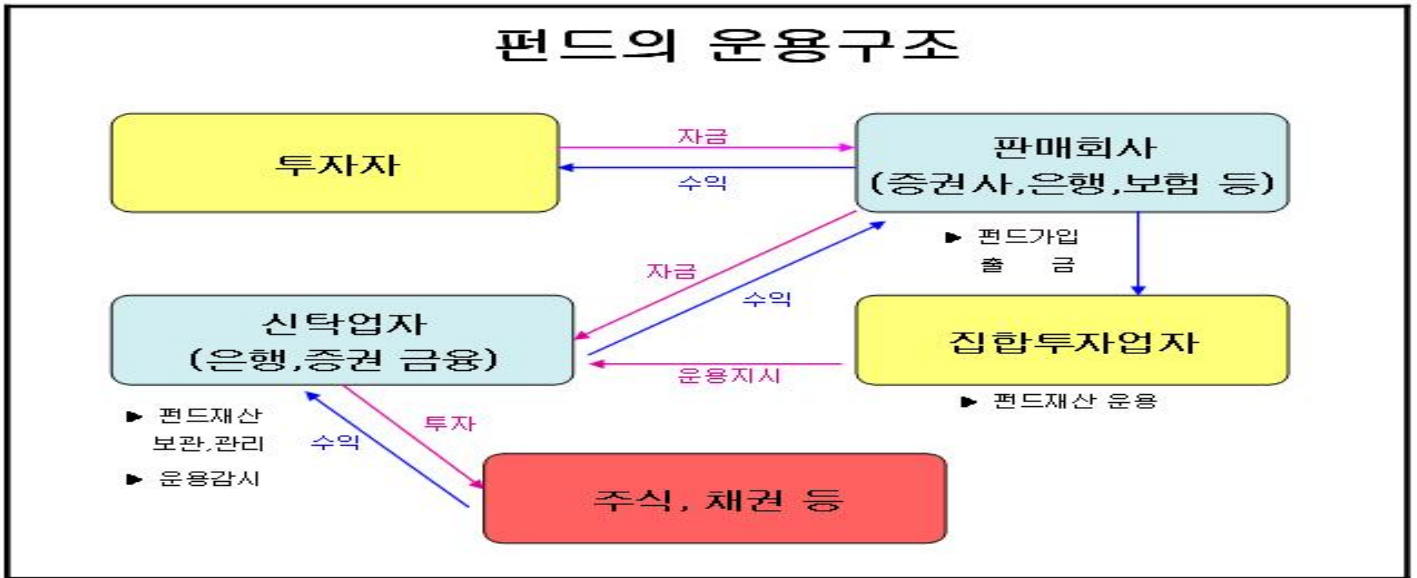 펀드의 운용구조
투자자
자금
수익
판매회사
(증권사,은행,보험 등)
▶ 펀드가입
출 금
자금
수익
신탁업자
(은행,증권 금융)
집합투자업자
운용지시
▶ 펀드재산 운용
▶ 펀드재산
보관,관리
▶ 운용감시
투자
수익
주식, 채권 등